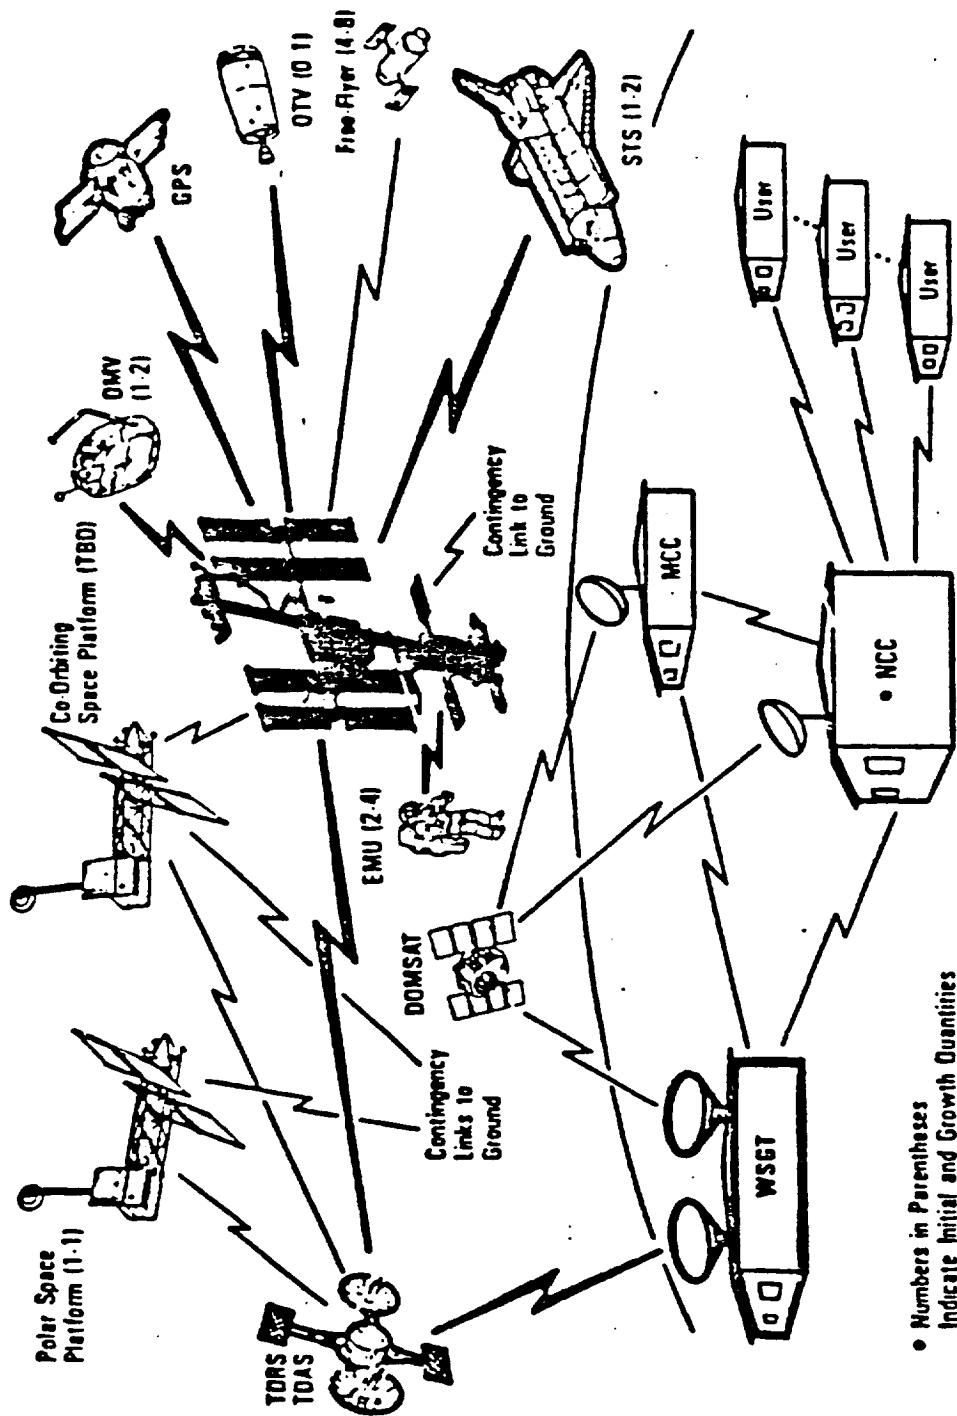 Polar Space
Platform (1-1)
Co-Orbiting
Space Platform (TBD)
OMV
(1-2)
GPS
OTV (0 1)
Free-Flyer (4-8)
STS (1-2)
TDRS
TDAS
Contingency
Links to
Ground
EMU (2-4)
DOMSAT
Contingency
Link to
Ground
WSGT
MCC
• NCC
User
User
User
• Numbers in Parentheses
Indicate Initial and Growth Quantities